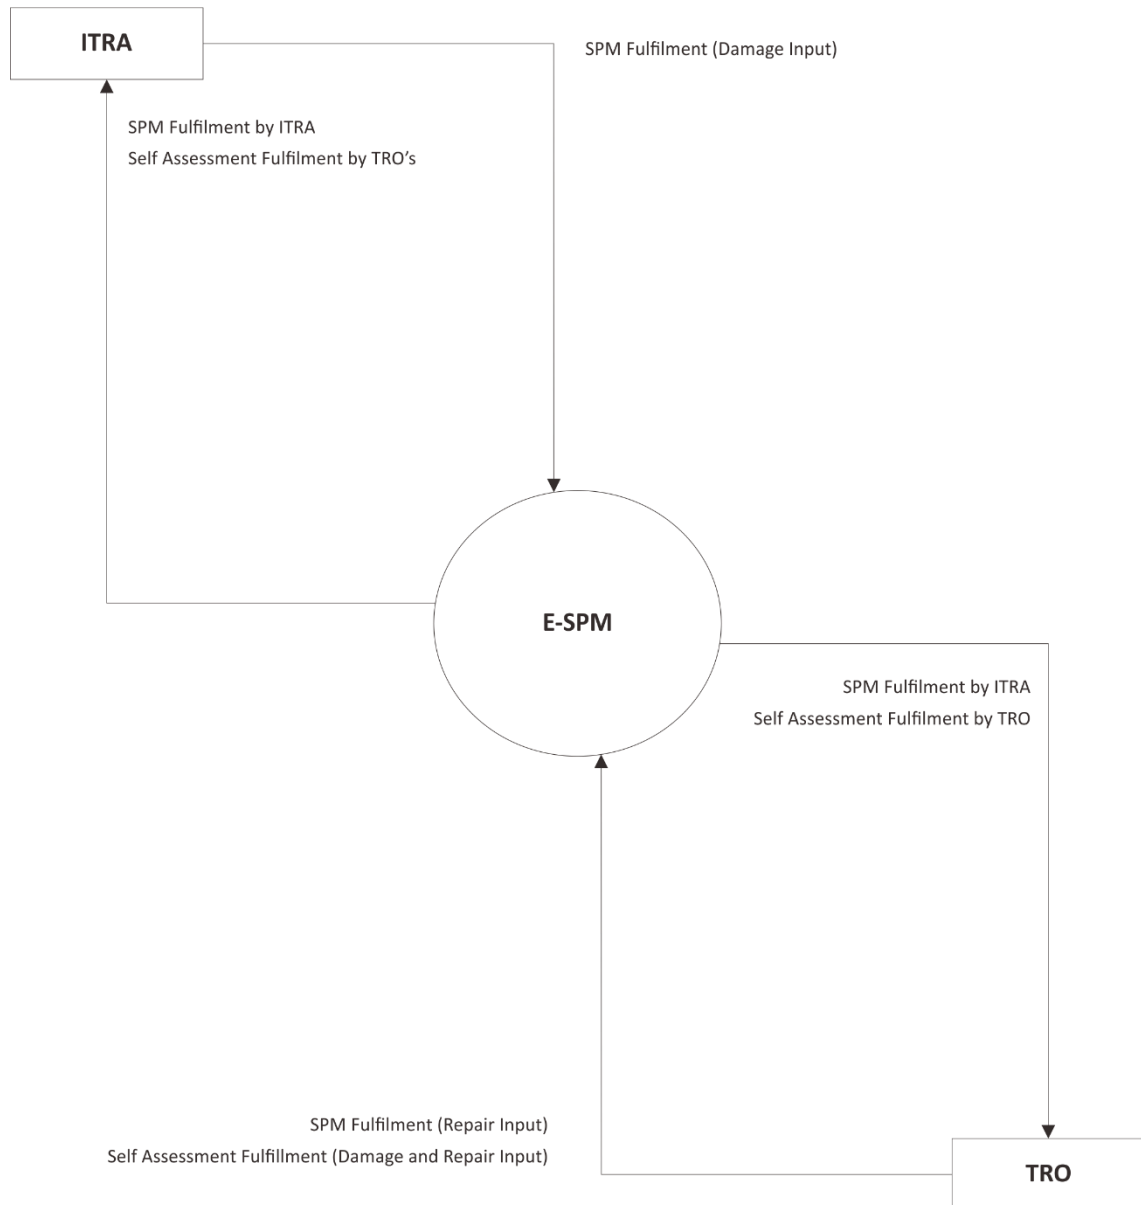 ITRA
SPM Fulfilment (Damage Input)
SPM Fulfilment by ITRA
Self Assessment Fulfilment by TRO’s
E-SPM
SPM Fulfilment by ITRA
Self Assessment Fulfilment by TRO
SPM Fulfilment (Repair Input)
Self Assessment Fulfillment (Damage and Repair Input)
TRO